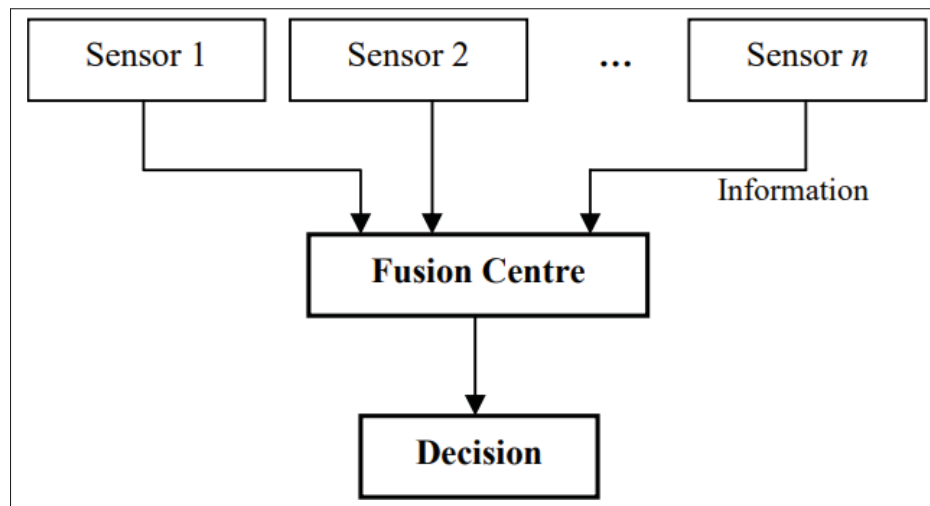 Sensor 1
Sensor 2
...
Sensor n
Information
Fusion Centre
Decision